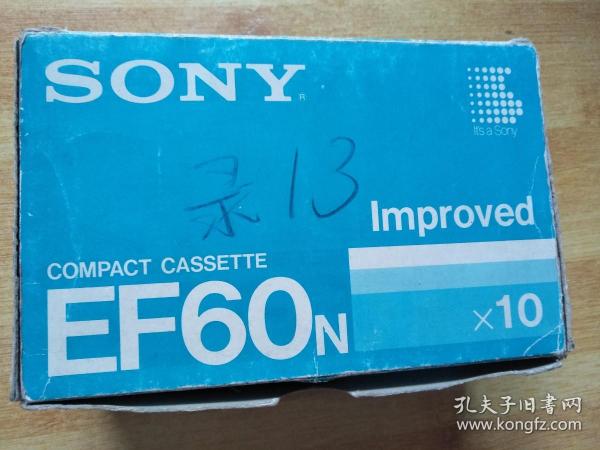 SONY
R
It's a Sony
录13
Improved
COMPACT CASSETTE
EF60N
×10
孔夫子旧书网
www.kongfz.com